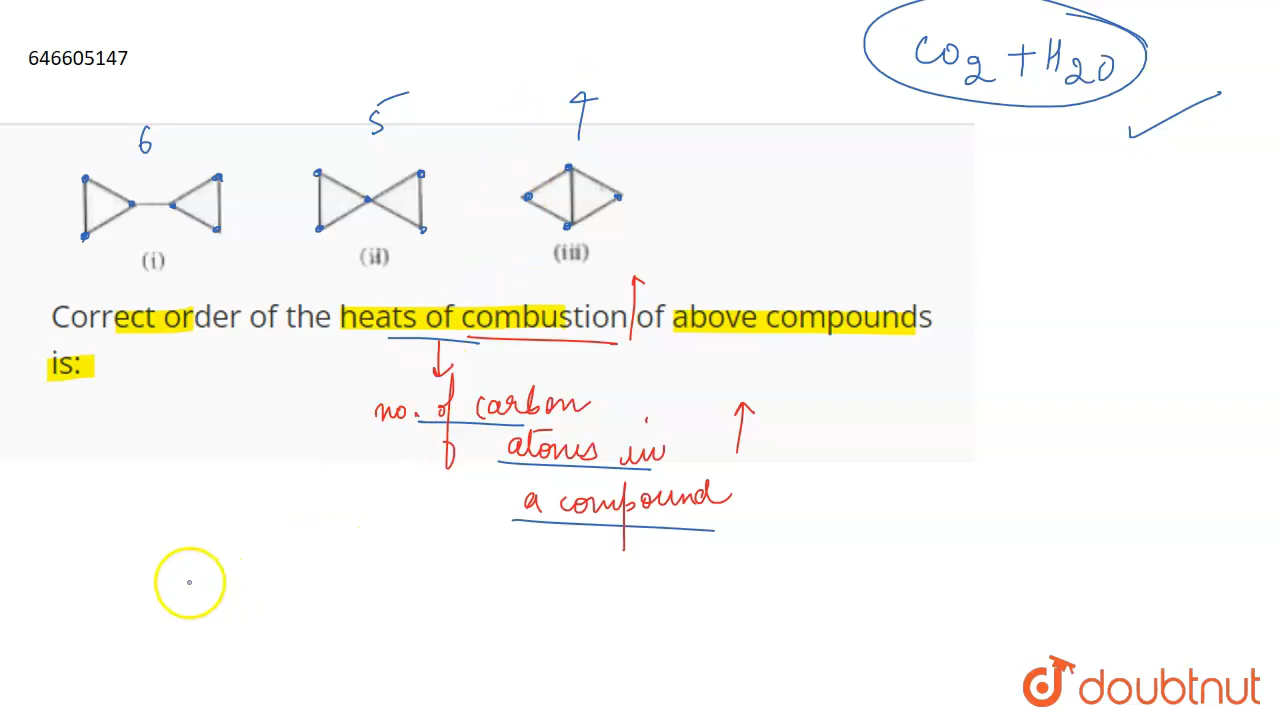 646605147
CO2 + H2O
6
5
4
(i)
(ii)
(iii)
Correct order of the heats of combustion of above compounds
is:
no. of carbon
atoms in
a compound
doubtnut